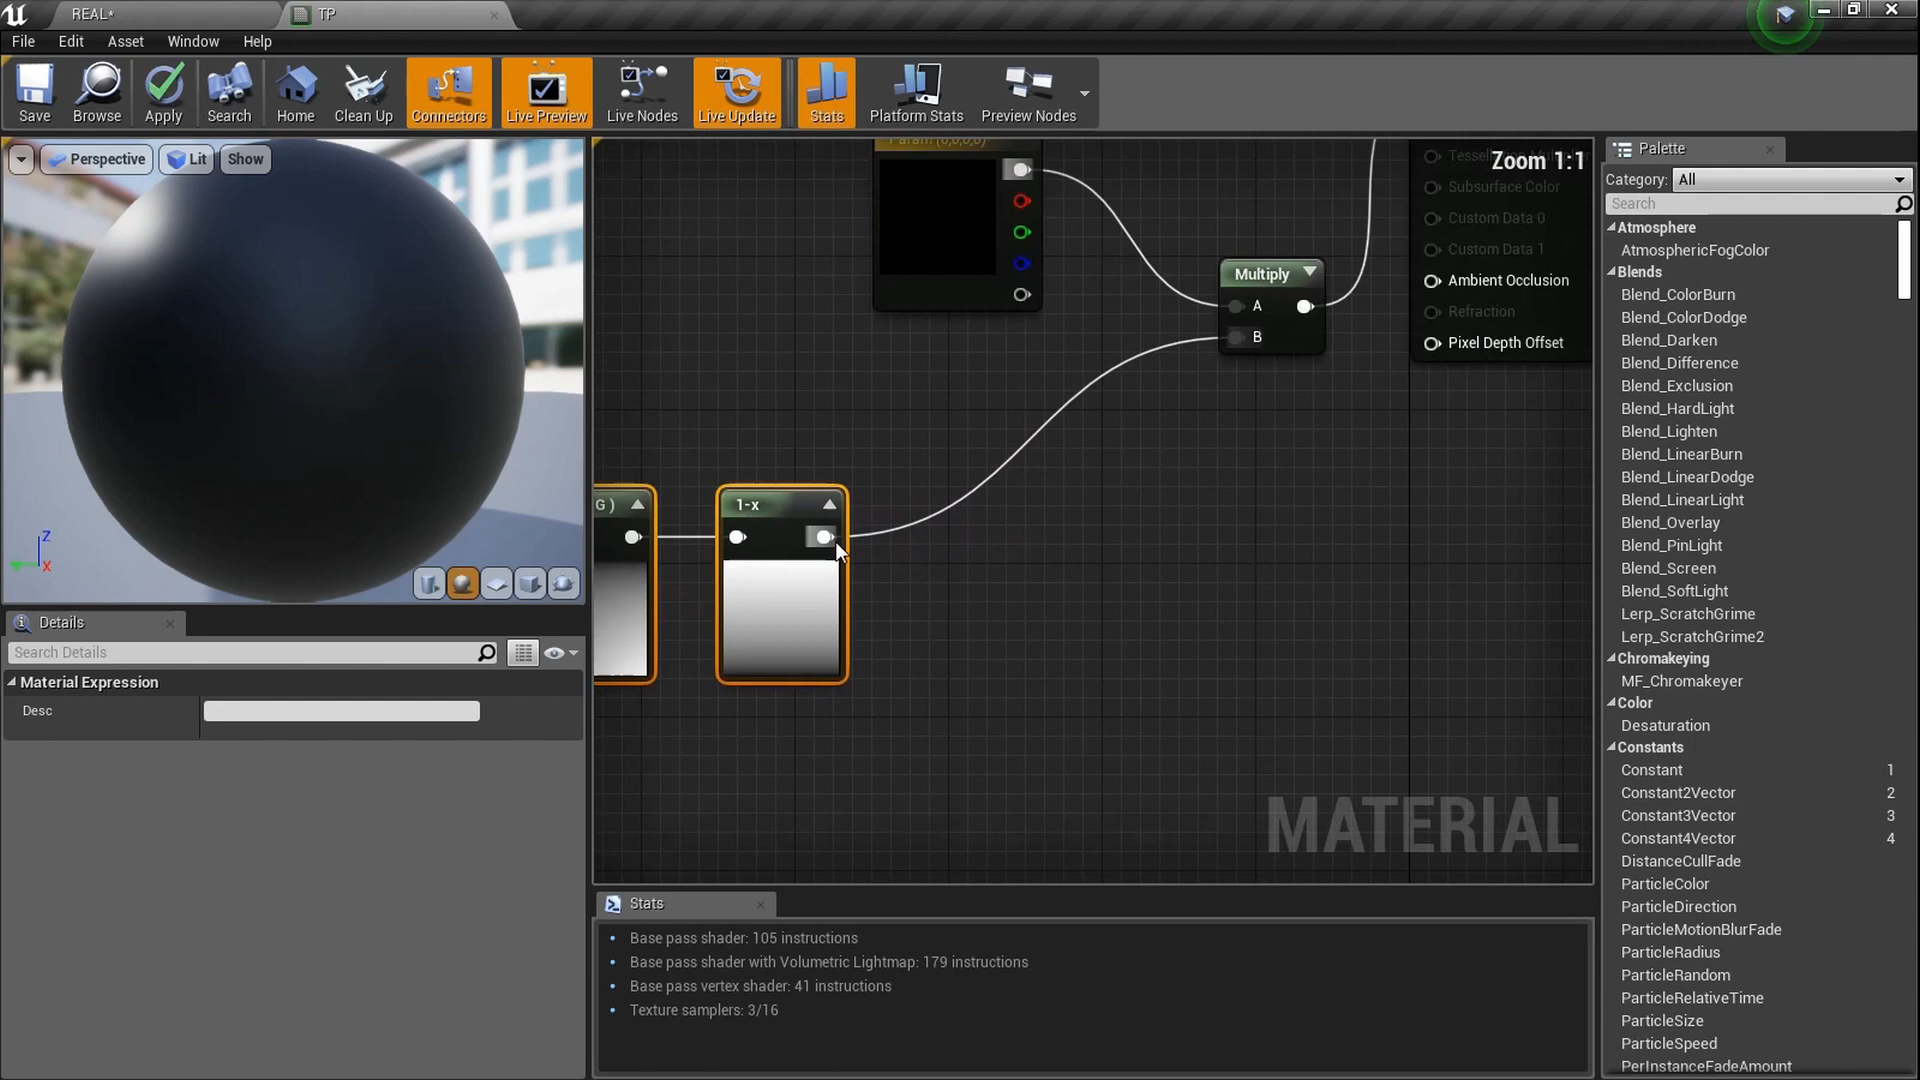 REAL*
TP
File Edit Asset Window Help
Save Browse Apply Search Home Clean Up Connectors Live Preview Live Nodes Live Update Stats Platform Stats Preview Nodes
Perspective Lit Show
Z
X
Param (0,0,0,0)
Zoom 1:1
Subsurface Color
Custom Data 0
Custom Data 1
Ambient Occlusion
Refraction
Pixel Depth Offset
Multiply
A
B
G )
1-x
MATERIAL
Details
Search Details
Material Expression
Desc
Stats
Base pass shader: 105 instructions
Base pass shader with Volumetric Lightmap: 179 instructions
Base pass vertex shader: 41 instructions
Texture samplers: 3/16
Palette
Category: All
Search
Atmosphere
AtmosphericFogColor
Blends
Blend_ColorBurn
Blend_ColorDodge
Blend_Darken
Blend_Difference
Blend_Exclusion
Blend_HardLight
Blend_Lighten
Blend_LinearBurn
Blend_LinearDodge
Blend_LinearLight
Blend_Overlay
Blend_PinLight
Blend_Screen
Blend_SoftLight
Lerp_ScratchGrime
Lerp_ScratchGrime2
Chromakeying
MF_Chromakeyer
Color
Desaturation
Constants
Constant 1
Constant2Vector 2
Constant3Vector 3
Constant4Vector 4
DistanceCullFade
ParticleColor
ParticleDirection
ParticleMotionBlurFade
ParticleRadius
ParticleRandom
ParticleRelativeTime
ParticleSize
ParticleSpeed
PerInstanceFadeAmount